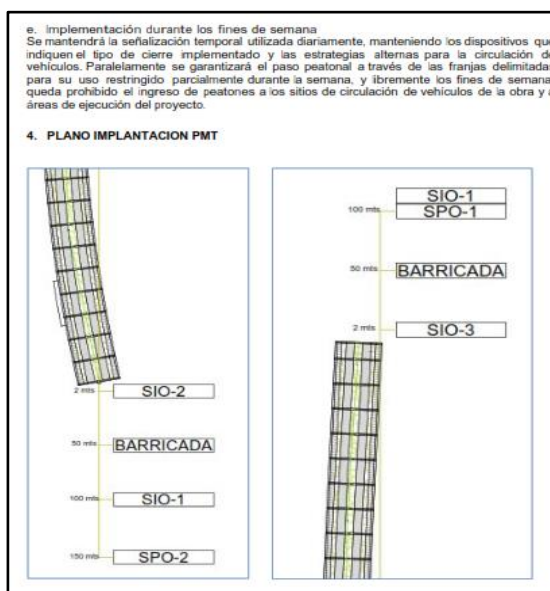 e. Implementación durante los fines de semana
Se mantendrá la señalización temporal utilizada diariamente, manteniendo los dispositivos que
indiquen el tipo de cierre implementado y las estrategias alternas para la circulación de
vehículos. Paralelamente se garantizará el paso peatonal a través de las franjas delimitadas
para su uso restringido parcialmente durante la semana, y libremente los fines de semana
queda prohibido el ingreso de peatones a los sitios de circulación de vehículos de la obra y a
áreas de ejecución del proyecto.
4. PLANO IMPLANTACION PMT
2 mts
SIO-2
50 mts
BARRICADA
100 mts
SIO-1
150 mts
SPO-2
SIO-1
100 mts
SPO-1
50 mts
BARRICADA
2 mts
SIO-3